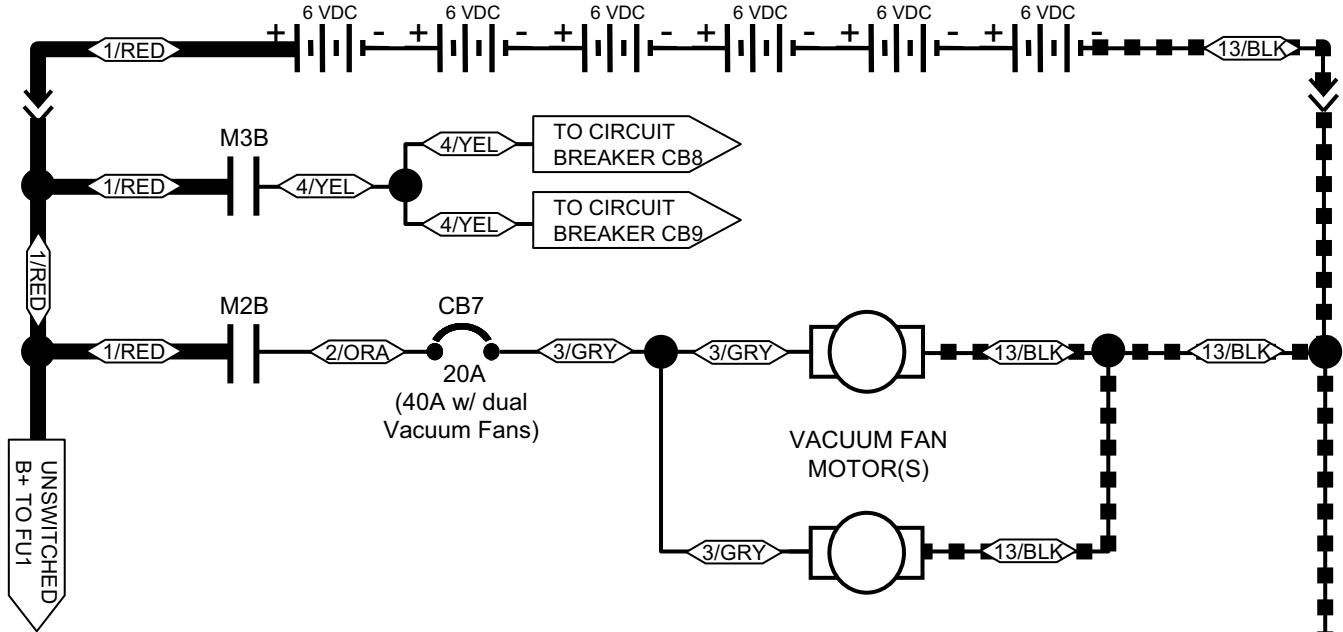 6 VDC 6 VDC 6 VDC 6 VDC 6 VDC 6 VDC
1/RED + - + - + - + - + - + - 13/BLK
M3B
4/YEL
TO CIRCUIT
BREAKER CB8
1/RED 4/YEL
4/YEL
TO CIRCUIT
BREAKER CB9
1/RED
M2B CB7
1/RED 2/ORA 3/GRY 3/GRY 13/BLK 13/BLK
20A
(40A w/ dual
Vacuum Fans)
VACUUM FAN
MOTOR(S)
UNSWITCHED
B+ TO FU1
3/GRY 13/BLK